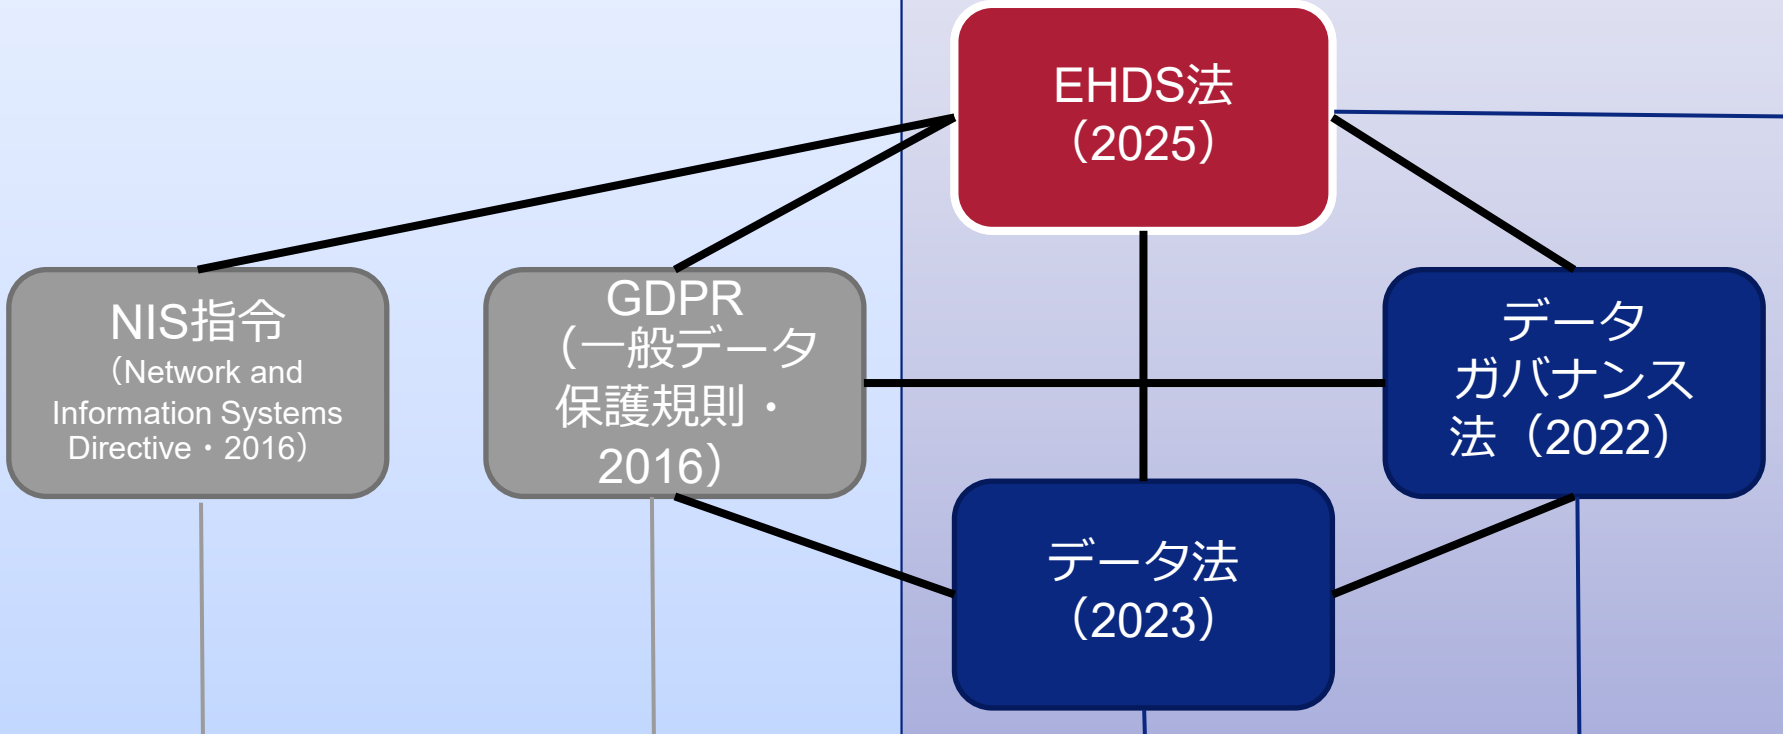 EHDS法
（2025）
NIS指令
（Network and
Information Systems
Directive・2016）
GDPR
（一般データ
保護規則・
2016）
データ
ガバナンス
法（2022）
データ法
（2023）